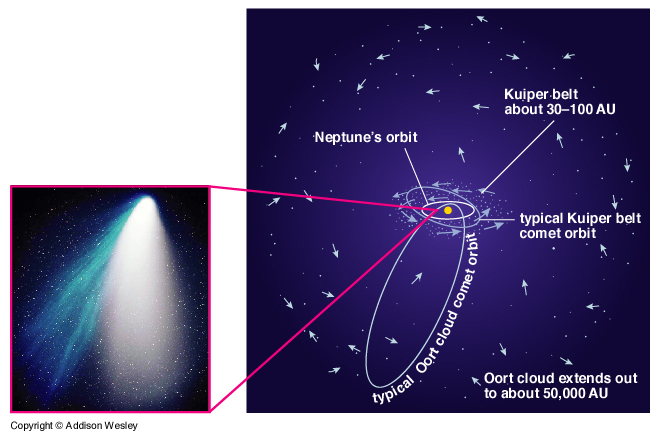 Kuiper belt
about 30–100 AU
Neptune's orbit
typical Kuiper belt
comet orbit
typical Oort cloud comet orbit
Oort cloud extends out
to about 50,000 AU
Copyright © Addison Wesley